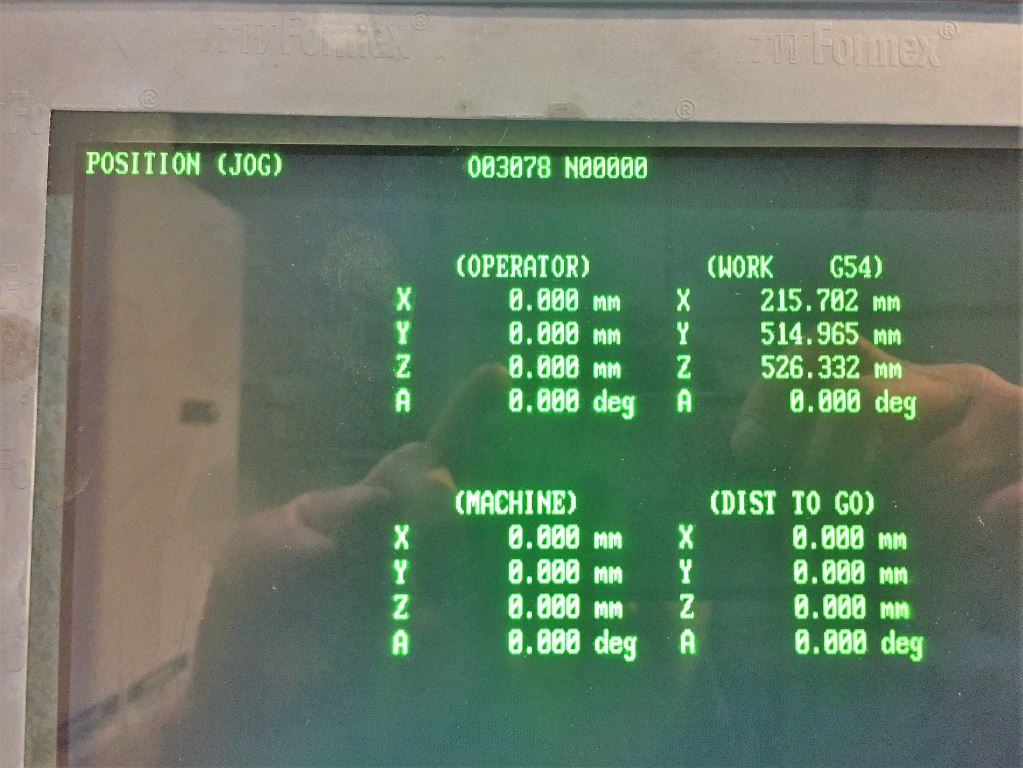 ITW Formex® ITW Formex®
POSITION (JOG) O03078 N00000
(OPERATOR) (WORK G54)
X 0.000 mm X 215.702 mm
Y 0.000 mm Y 514.965 mm
Z 0.000 mm Z 526.332 mm
A 0.000 deg A 0.000 deg
(MACHINE) (DIST TO GO)
X 0.000 mm X 0.000 mm
Y 0.000 mm Y 0.000 mm
Z 0.000 mm Z 0.000 mm
A 0.000 deg A 0.000 deg